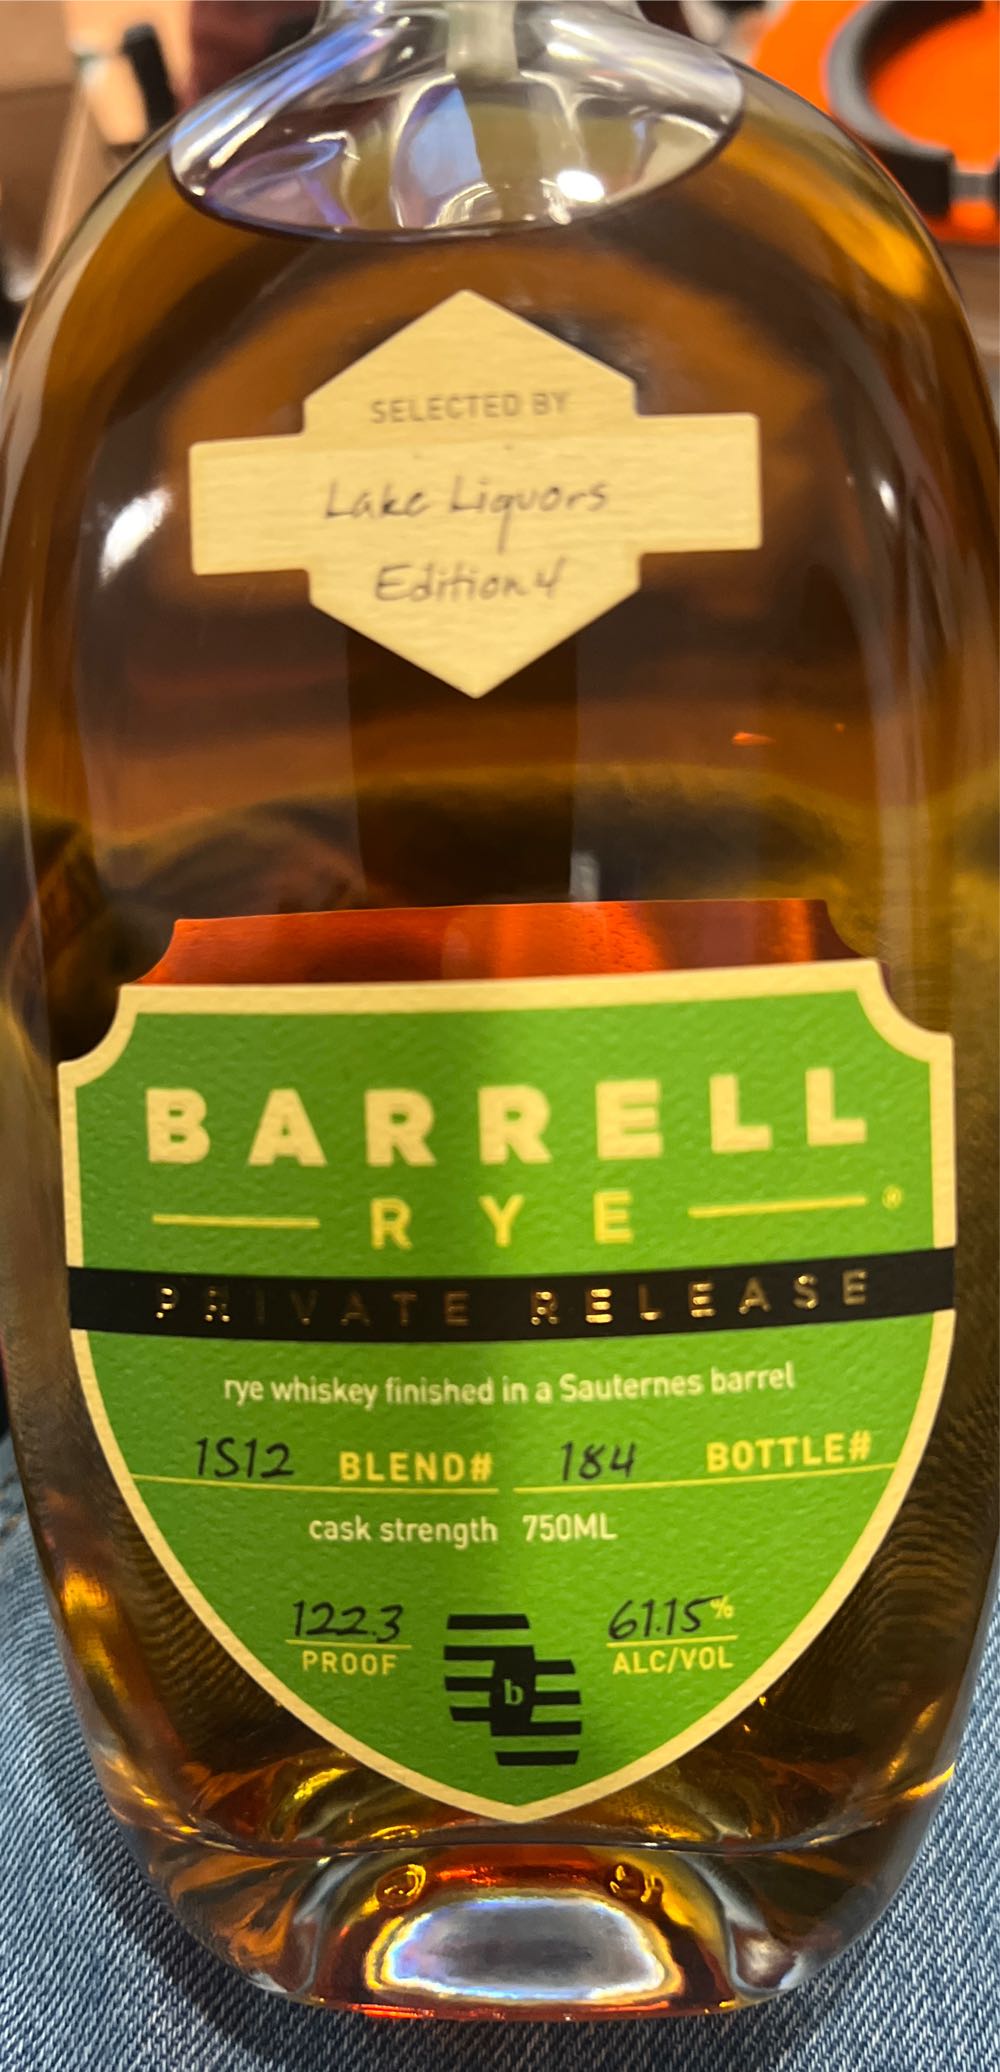 SELECTED BY
Lake Liquors
Edition 4
BARRELL
RYE ®
PRIVATE RELEASE
rye whiskey finished in a Sauternes barrel
1S12 BLEND# 184 BOTTLE#
cask strength 750ML
122.3 61.15%
PROOF ALC/VOL
b